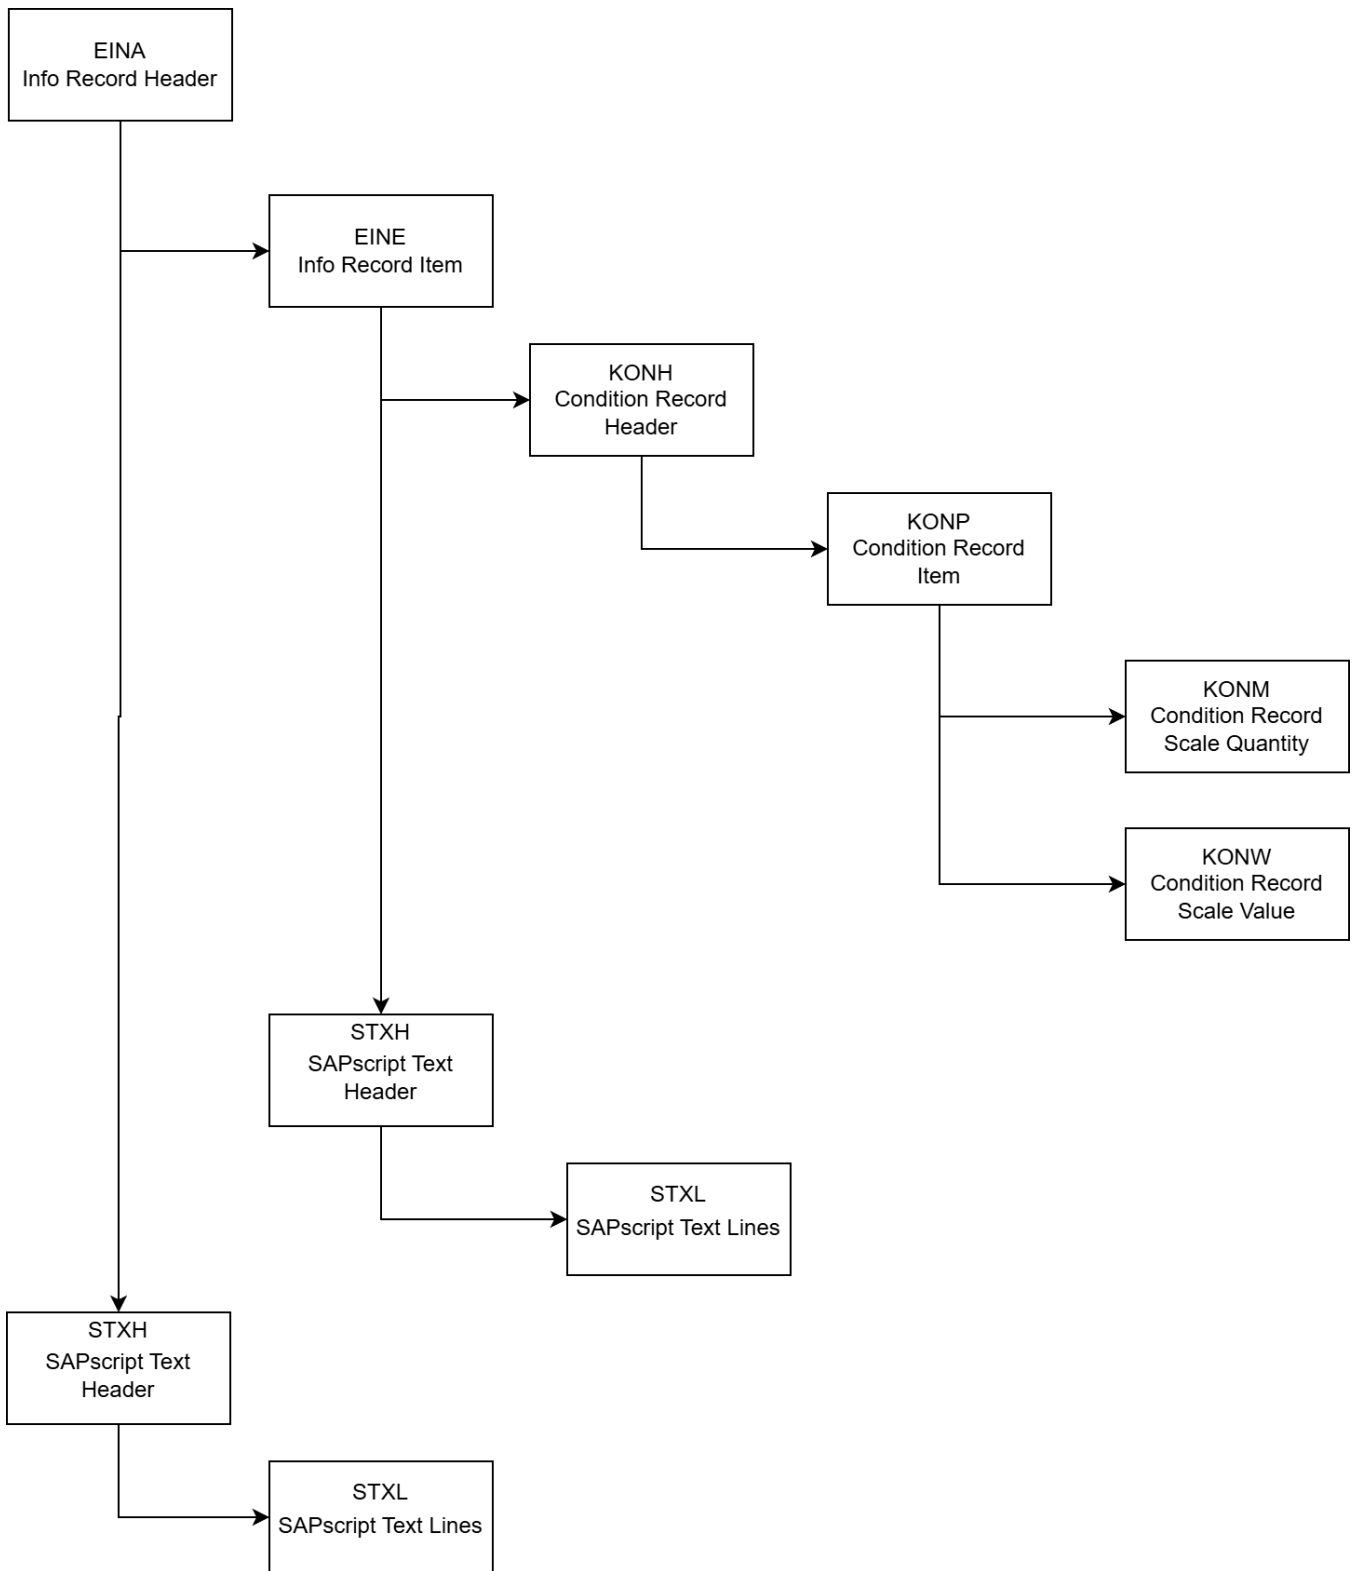 EINA
Info Record Header
EINE
Info Record Item
KONH
Condition Record
Header
KONP
Condition Record
Item
KONM
Condition Record
Scale Quantity
KONW
Condition Record
Scale Value
STXH
SAPscript Text
Header
STXL
SAPscript Text Lines
STXH
SAPscript Text
Header
STXL
SAPscript Text Lines